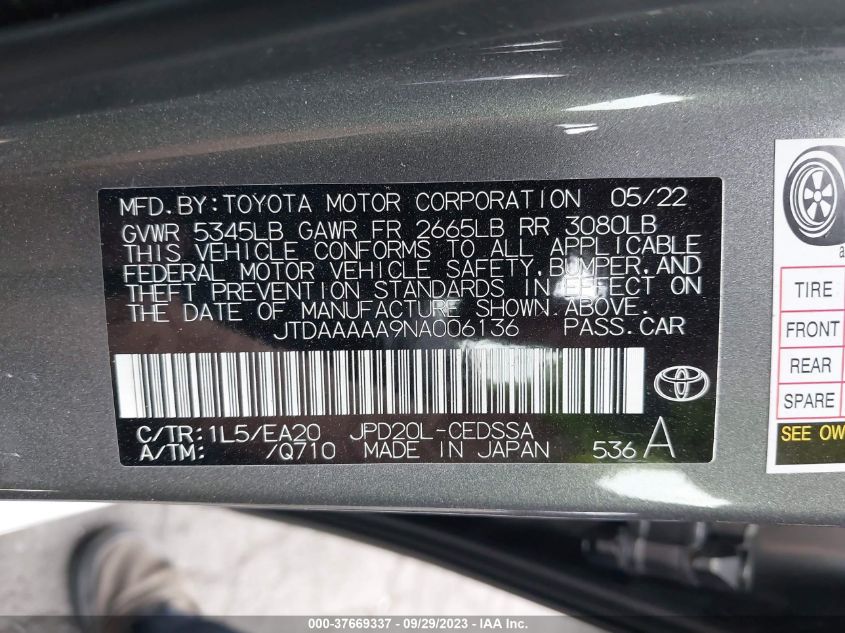 MFD.BY:TOYOTA MOTOR CORPORATION 05/22
GVWR 5345LB GAWR FR 2665LB RR 3080LB
THIS VEHICLE CONFORMS TO ALL APPLICABLE
FEDERAL MOTOR VEHICLE SAFETY,BUMPER,AND
THEFT PREVENTION STANDARDS IN EFFECT ON
THE DATE OF MANUFACTURE SHOWN ABOVE.
JTDAAAAA9NA006136 PASS.CAR
C/TR:1L5/EA20 JPD20L-CEDSSA
A/TM: /Q710 MADE IN JAPAN 536 A
TIRE
FRONT
REAR
SPARE
SEE OW
000-37669337 - 09/29/2023 - © IAA, Inc.